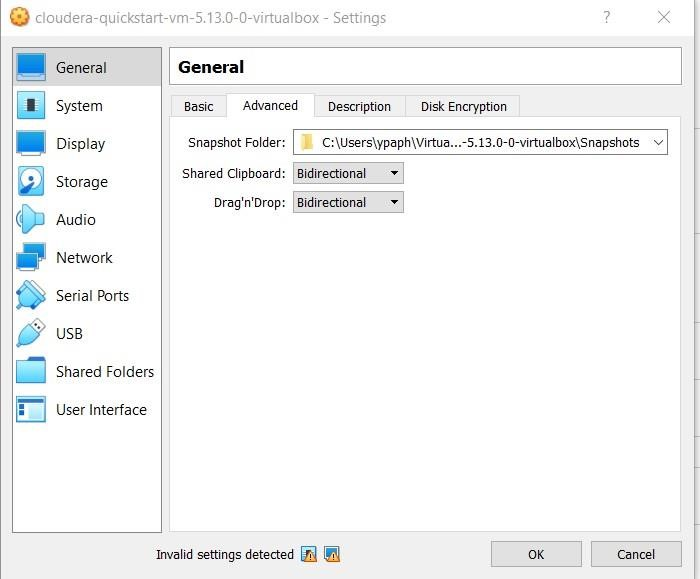 cloudera-quickstart-vm-5.13.0-0-virtualbox - Settings ?
General
System
Display
Storage
Audio
Network
Serial Ports
USB
Shared Folders
User Interface
General
Basic Advanced Description Disk Encryption
Snapshot Folder: C:\Users\ypaph\Virtua...-5.13.0-0-virtualbox\Snapshots
Shared Clipboard: Bidirectional
Drag'n'Drop: Bidirectional
Invalid settings detected OK Cancel